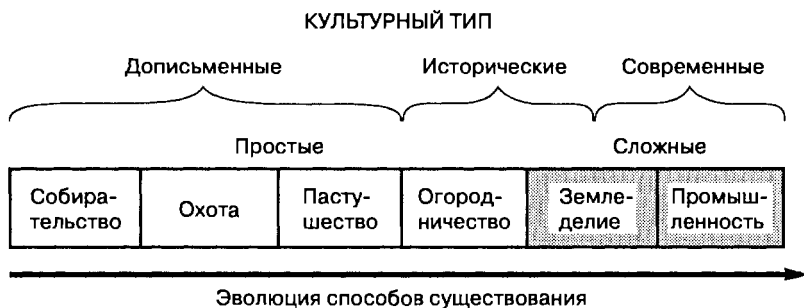 КУЛЬТУРНЫЙ ТИП
Дописьменные Исторические Современные
Простые Сложные
Собира-
тельство
Охота
Пасту-
шество
Огород-
ничество
Земле-
делие
Промыш-
ленность
Эволюция способов существования